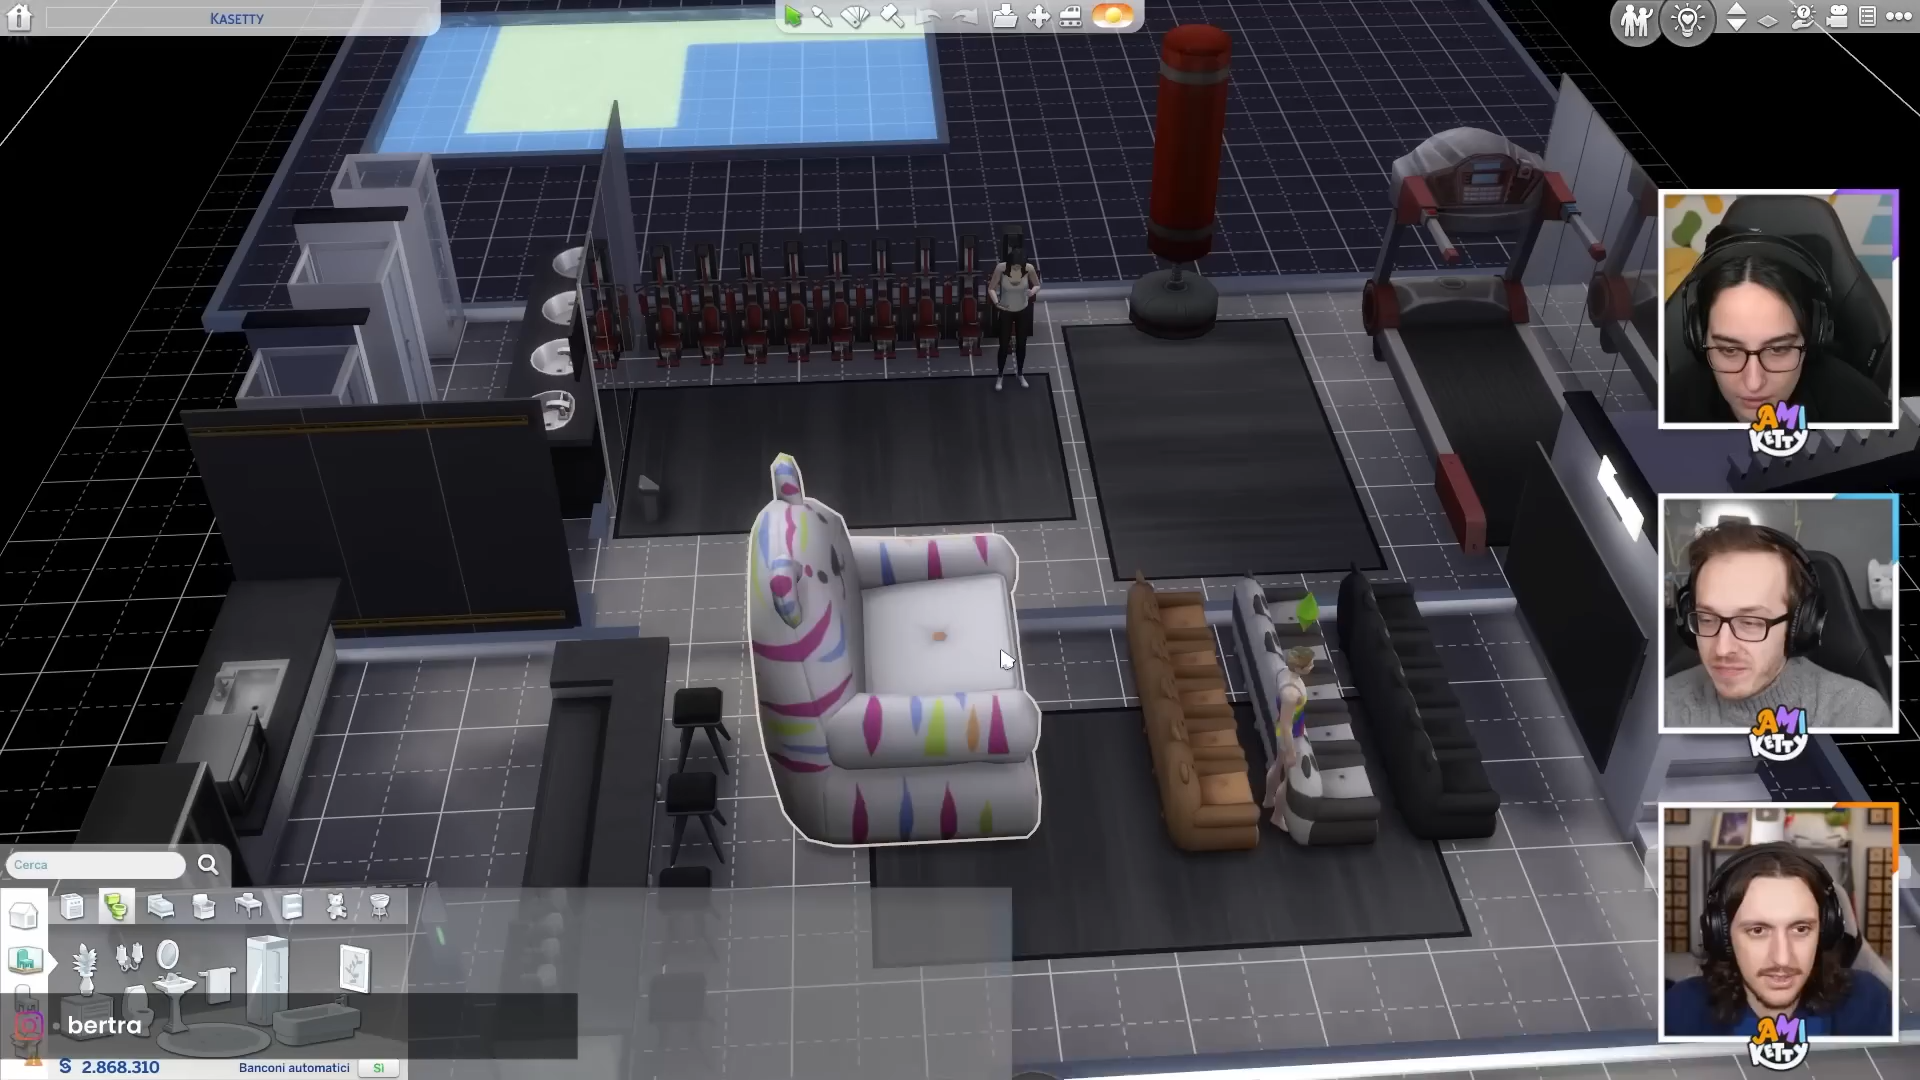 KASETTY
AMI
KETTY
AMI
KETTY
Cerca
bertra
AMI
KETTY
2.868.310
Banconi automatici
Sì